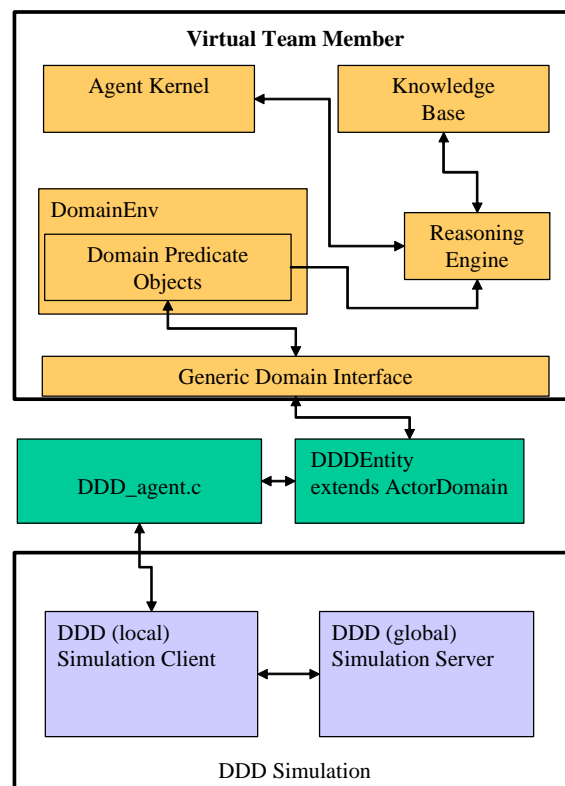 Virtual Team Member
Agent Kernel
Knowledge
Base
DomainEnv
Domain Predicate
Objects
Reasoning
Engine
Generic Domain Interface
DDD_agent.c
DDDEntity
extends ActorDomain
DDD (local)
Simulation Client
DDD (global)
Simulation Server
DDD Simulation